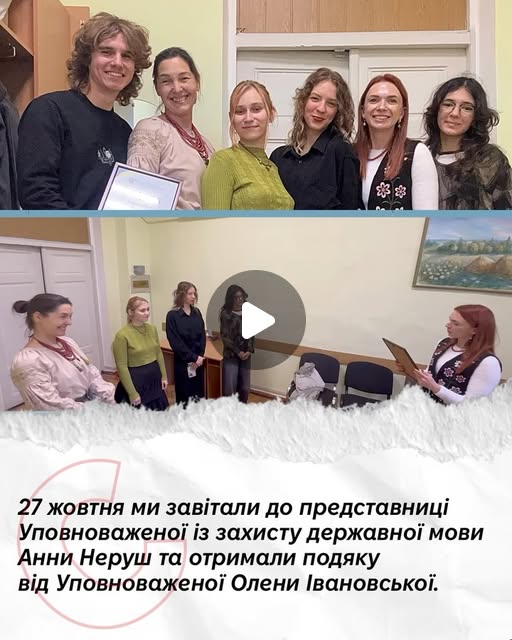 27 жовтня ми завітали до представниці
Уповноваженої із захисту державної мови
Анни Неруш та отримали подяку
від Уповноваженої Олени Івановської.